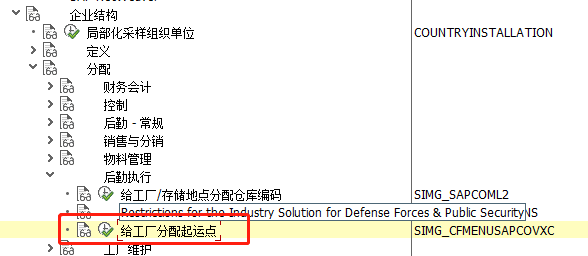 企业结构
局部化采样组织单位 COUNTRYINSTALLATION
定义
分配
财务会计
控制
后勤 - 常规
销售与分销
物料管理
后勤执行
给工厂/存储地点分配仓库编码 SIMG_SAPCOML2
Restrictions for the Industry Solution for Defense Forces & Public Security NS
给工厂分配起运点 SIMG_CFMENUSAPCOVXC
工厂维护